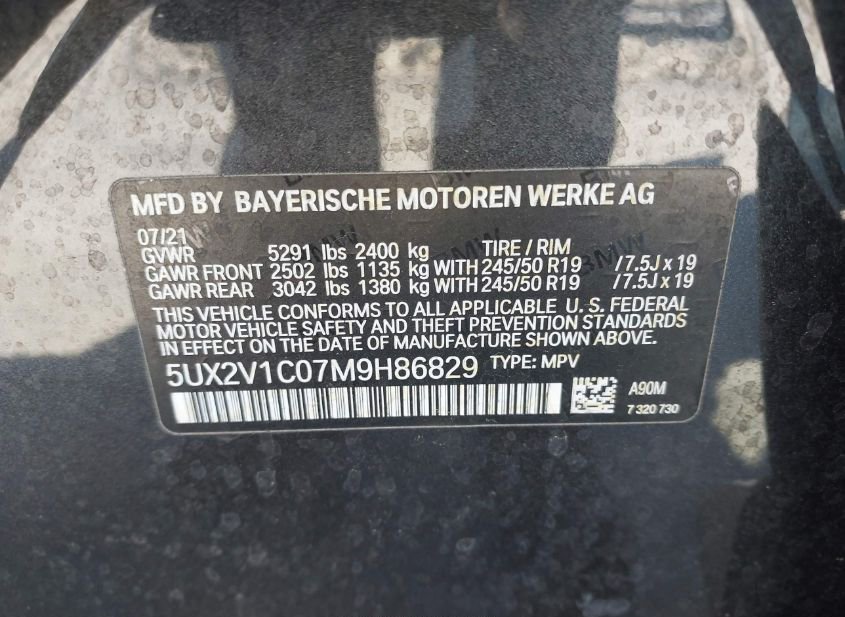 MFD BY BAYERISCHE MOTOREN WERKE AG
07/21
GVWR 5291 lbs 2400 kg TIRE / RIM
GAWR FRONT 2502 lbs 1135 kg WITH 245/50 R19 / 7.5J x 19
GAWR REAR 3042 lbs 1380 kg WITH 245/50 R19 / 7.5J x 19
THIS VEHICLE CONFORMS TO ALL APPLICABLE U. S. FEDERAL
MOTOR VEHICLE SAFETY AND THEFT PREVENTION STANDARDS
IN EFFECT ON THE DATE OF MANUFACTURE SHOWN ABOVE.
5UX2V1C07M9H86829 TYPE: MPV
A90M
7 320 730